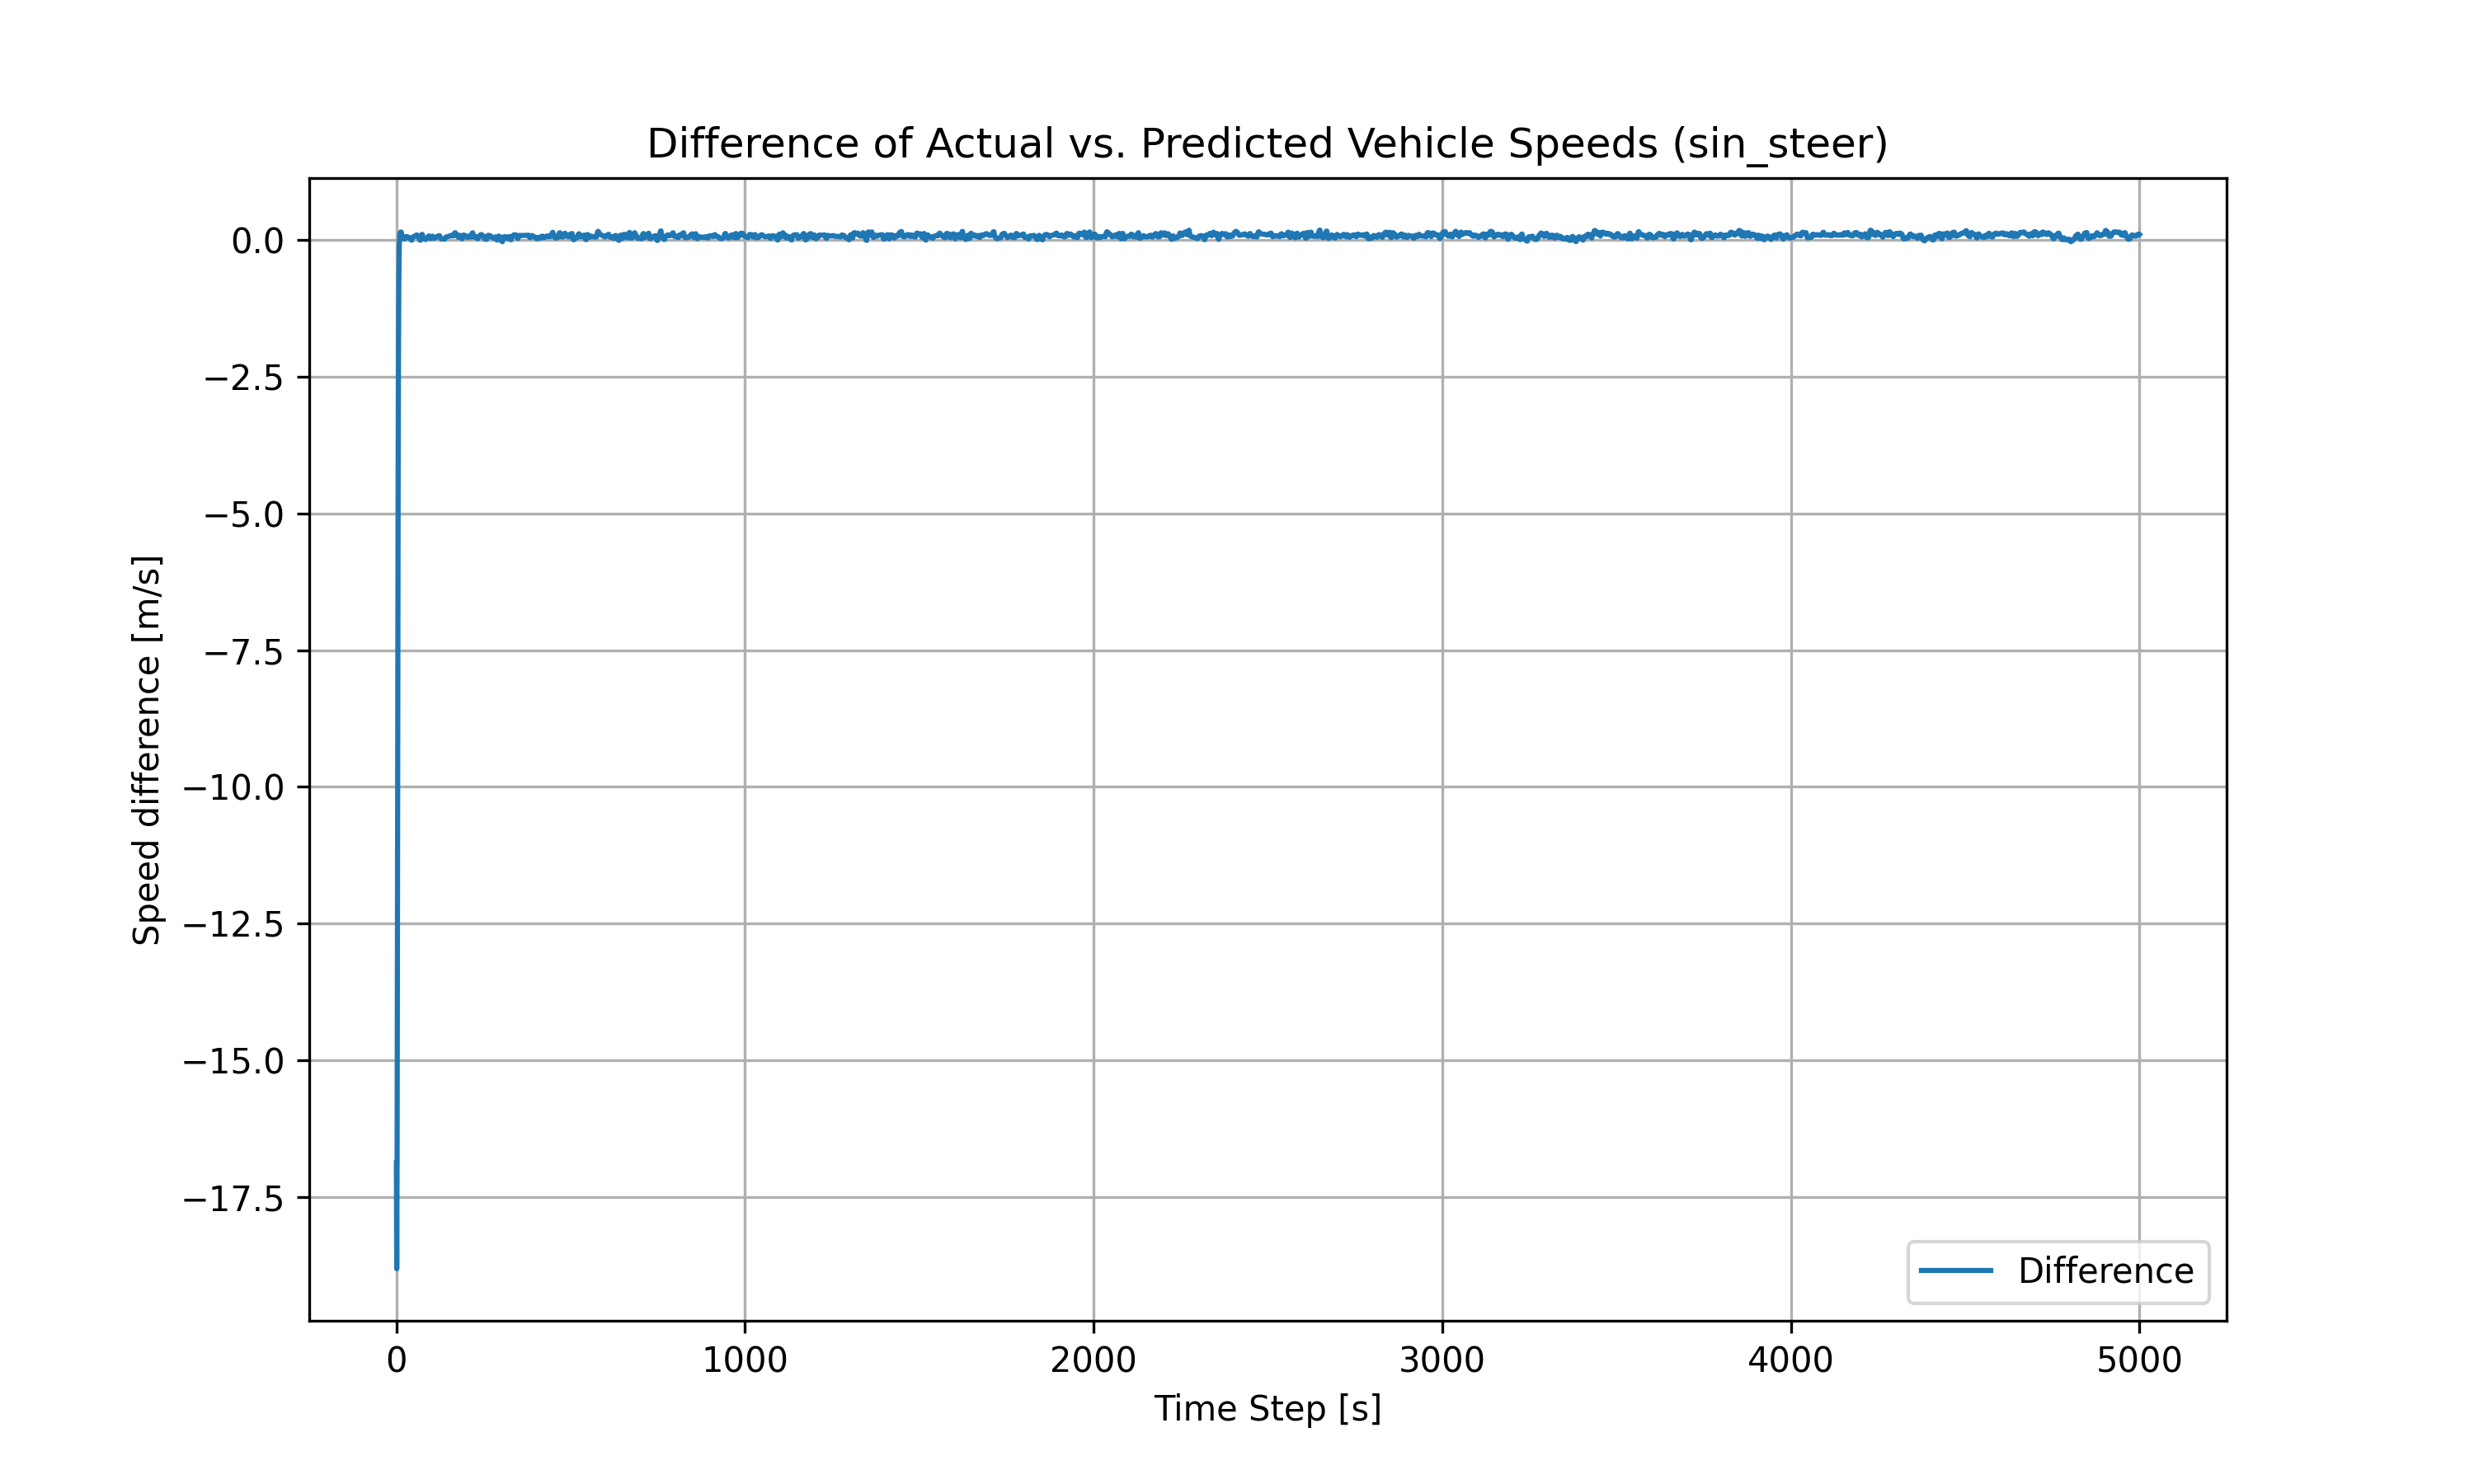 Difference of Actual vs. Predicted Vehicle Speeds (sin_steer)
Speed difference [m/s]
0.0
−2.5
−5.0
−7.5
−10.0
−12.5
−15.0
−17.5
Difference
0 1000 2000 3000 4000 5000
Time Step [s]